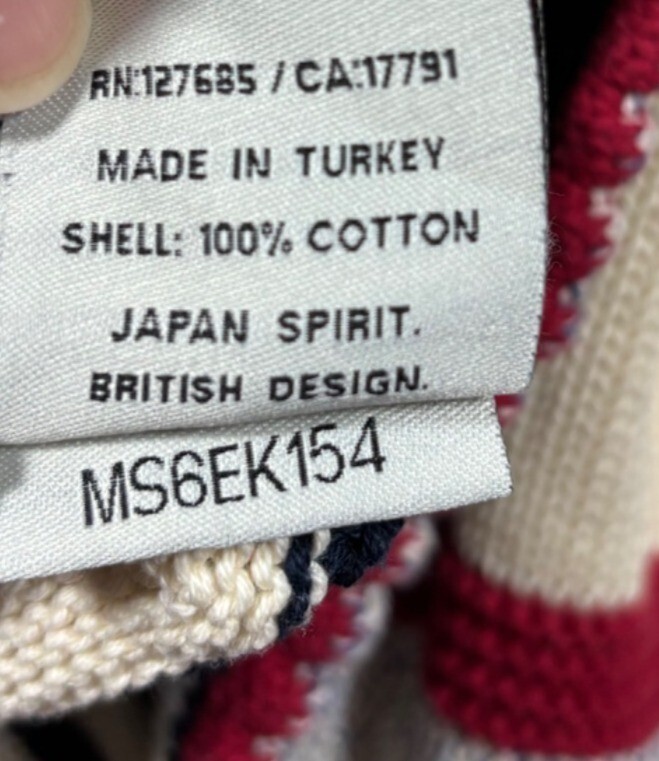 RN:127685 / CA:17791
MADE IN TURKEY
SHELL: 100% COTTON
JAPAN SPIRIT.
BRITISH DESIGN.
MS6EK154